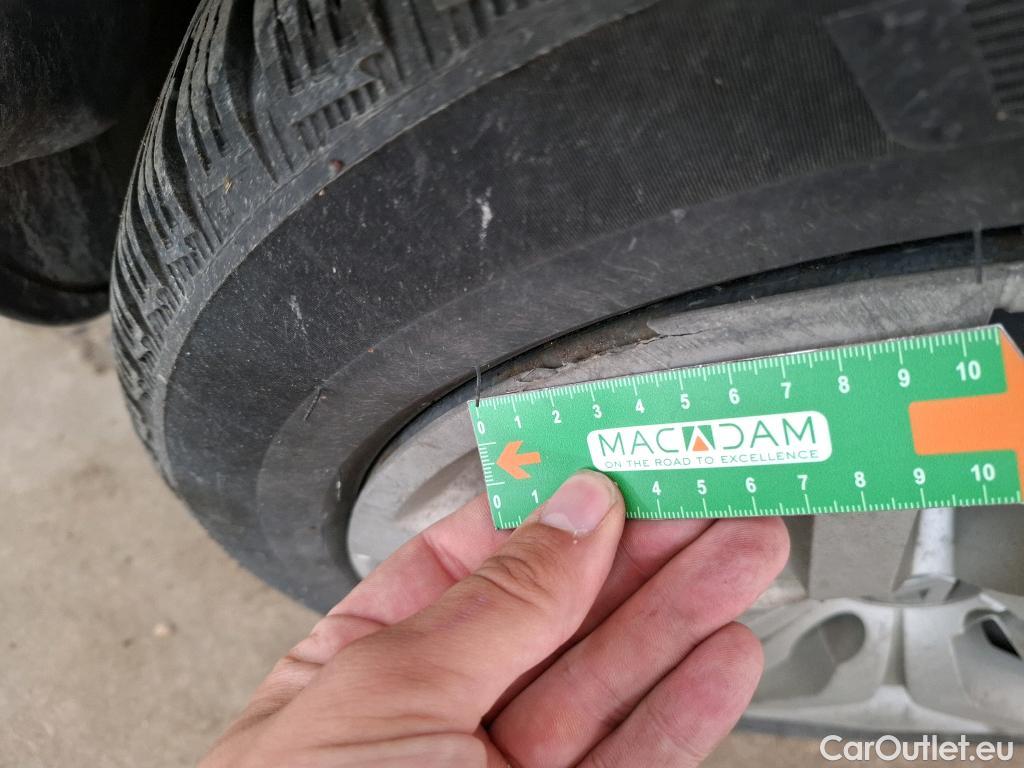 0 1 2 3 4 5 6 7 8 9 10
MACADAM
ON THE ROAD TO EXCELLENCE
0 1 4 5 6 7 8 9 10
CarOutlet.eu